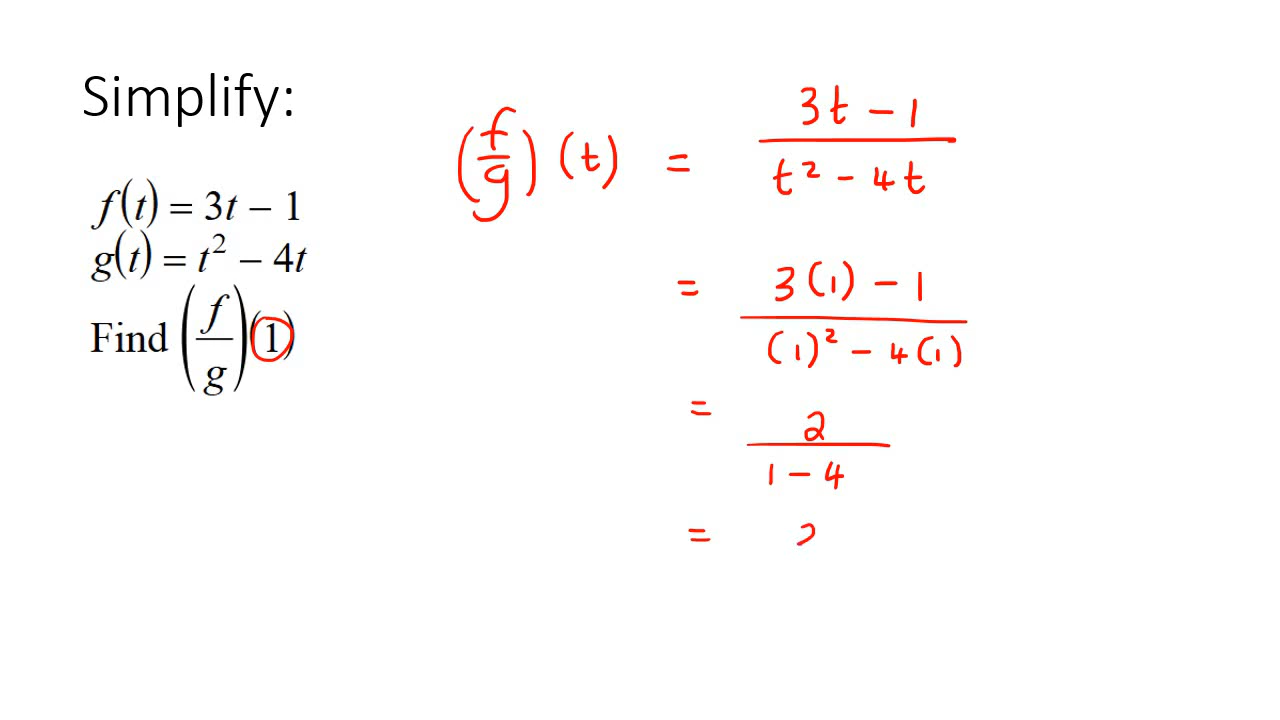 Simplify:
f(t) = 3t − 1
g(t) = t² − 4t
Find (f/g)(1)
(f/g)(t) = (3t − 1)/(t² − 4t)
= (3(1) − 1)/((1)² − 4(1))
= 2/(1 − 4)
= 2